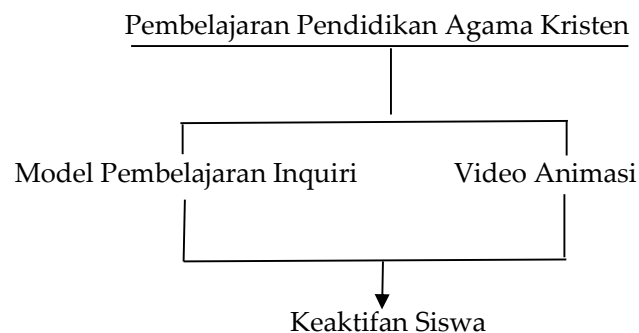 Pembelajaran Pendidikan Agama Kristen
Model Pembelajaran Inquiri
Video Animasi
Keaktifan Siswa